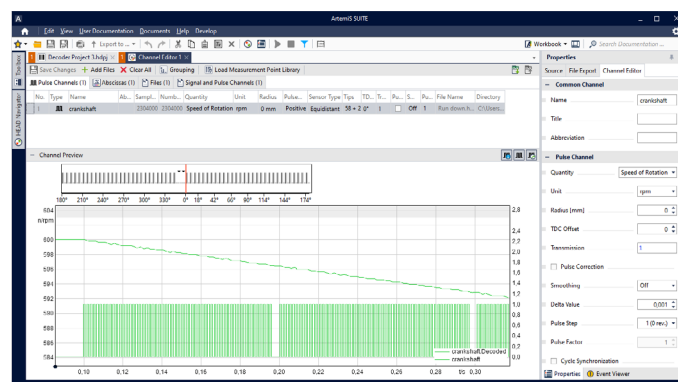 ArtemiS SUITE
Edit View User Documentation Documents Help Develop
Export to ...
Workbook
Search Documentation...
Decoder Project 3.hdpj
Channel Editor 1
Save Changes Add Files Clear All Grouping Load Measurement Point Library
Pulse Channels (1) Abscissas (1) Files (1) Signal and Pulse Channels (1)
No. Type Name Ab... Sampl... Numb... Quantity Unit Radius Pulse... Sensor Type Tips TD... Tr... Pu... S... Pu... File Name Directory
1 crankshaft 2304000 2304000 Speed of Rotation rpm 0 mm Positive Equidistant 58 + 2 0° 1 Off 1 Run down.h... C:\Users...
Toolbox
HEAD Navigator
Channel Preview
180° 210° 240° 270° 300° 330° 0° 18° 42° 60° 90° 114° 144° 174°
604
n/rpm
600
598
596
594
592
590
588
586
584
2,8
2,4
2,2
2,0
1,8
1,6
1,4
1,2
1,0
0,8
0,6
0,4
0,2
0,0
crankshaft.Decoded
crankshaft
0,10 0,12 0,14 0,16 0,18 0,20 0,22 0,24 0,26 0,28 t/s 0,30
Properties
Source File Export Channel Editor
Common Channel
Name crankshaft
Title
Abbreviation
Pulse Channel
Quantity Speed of Rotation
Unit rpm
Radius [mm] 0
TDC Offset 0
Transmission 1
Pulse Correction
Smoothing Off
Delta Value 0,001
Pulse Step 1 (0 rev.)
Pulse Factor 1
Cycle Synchronization
Properties Event Viewer